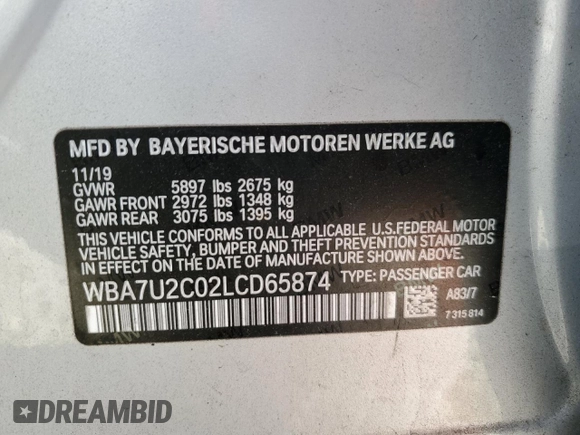 MFD BY BAYERISCHE MOTOREN WERKE AG
11/19
GVWR 5897 lbs 2675 kg
GAWR FRONT 2972 lbs 1348 kg
GAWR REAR 3075 lbs 1395 kg
THIS VEHICLE CONFORMS TO ALL APPLICABLE U.S.FEDERAL MOTOR
VEHICLE SAFETY, BUMPER AND THEFT PREVENTION STANDARDS
IN EFFECT ON THE DATE OF MANUFACTURE SHOWN ABOVE.
WBA7U2C02LCD65874 TYPE: PASSENGER CAR
A83/7
7 315 814
DREAMBID